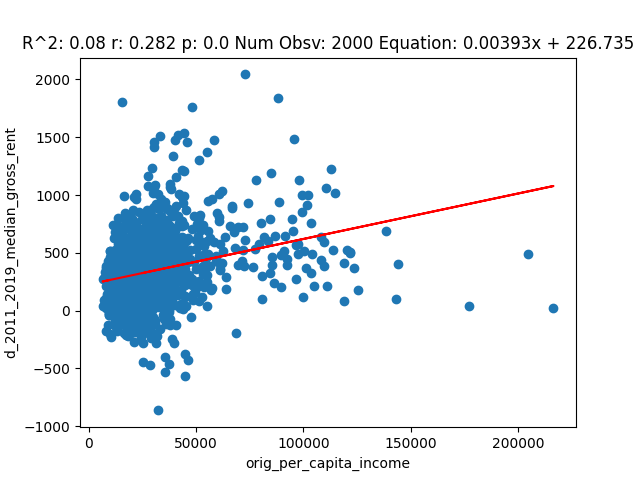 R^2: 0.08 r: 0.282 p: 0.0 Num Obsv: 2000 Equation: 0.00393x + 226.735
2000
1500
1000
500
0
−500
−1000
d_2011_2019_median_gross_rent
0 50000 100000 150000 200000
orig_per_capita_income